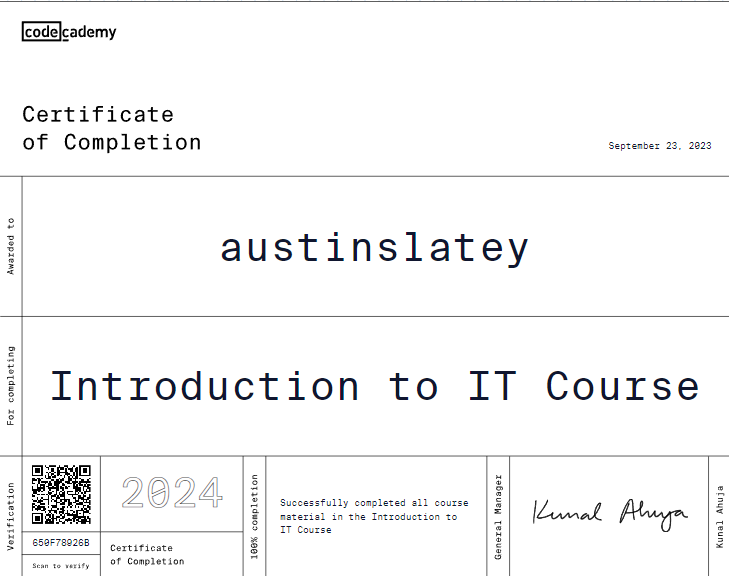 codecademy
Certificate
of Completion
September 23, 2023
Awarded to
austinslatey
For completing
Introduction to IT Course
Verification
650F78926B
Scan to verify
2024
Certificate
of Completion
100% completion
Successfully completed all course
material in the Introduction to
IT Course
General Manager
Kunal Ahuja
Kunal Ahuja